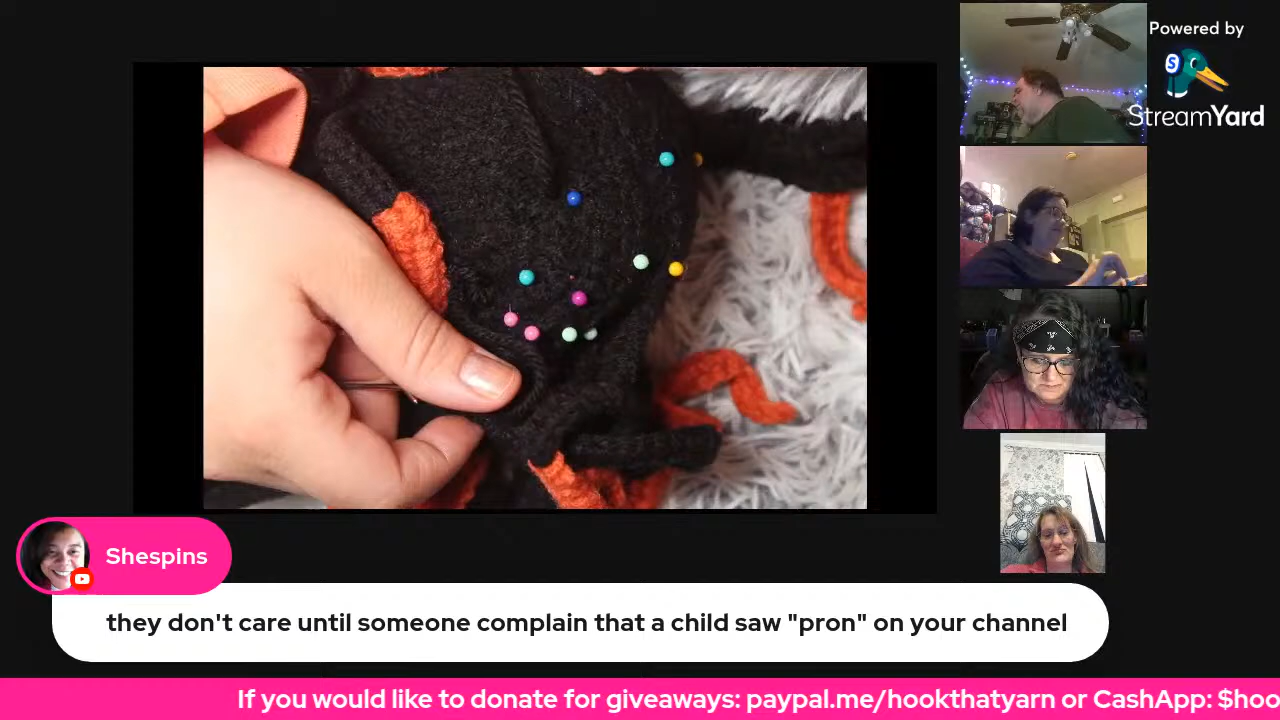 Powered by
StreamYard
Shespins
they don't care until someone complain that a child saw "pron" on your channel
If you would like to donate for giveaways: paypal.me/hookthatyarn or CashApp: $hoo